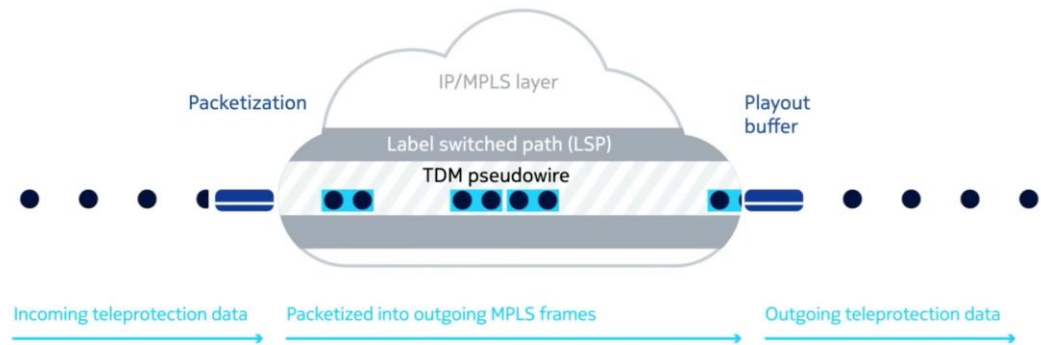 IP/MPLS layer
Packetization
Playout
buffer
Label switched path (LSP)
TDM pseudowire
Incoming teleprotection data
Packetized into outgoing MPLS frames
Outgoing teleprotection data